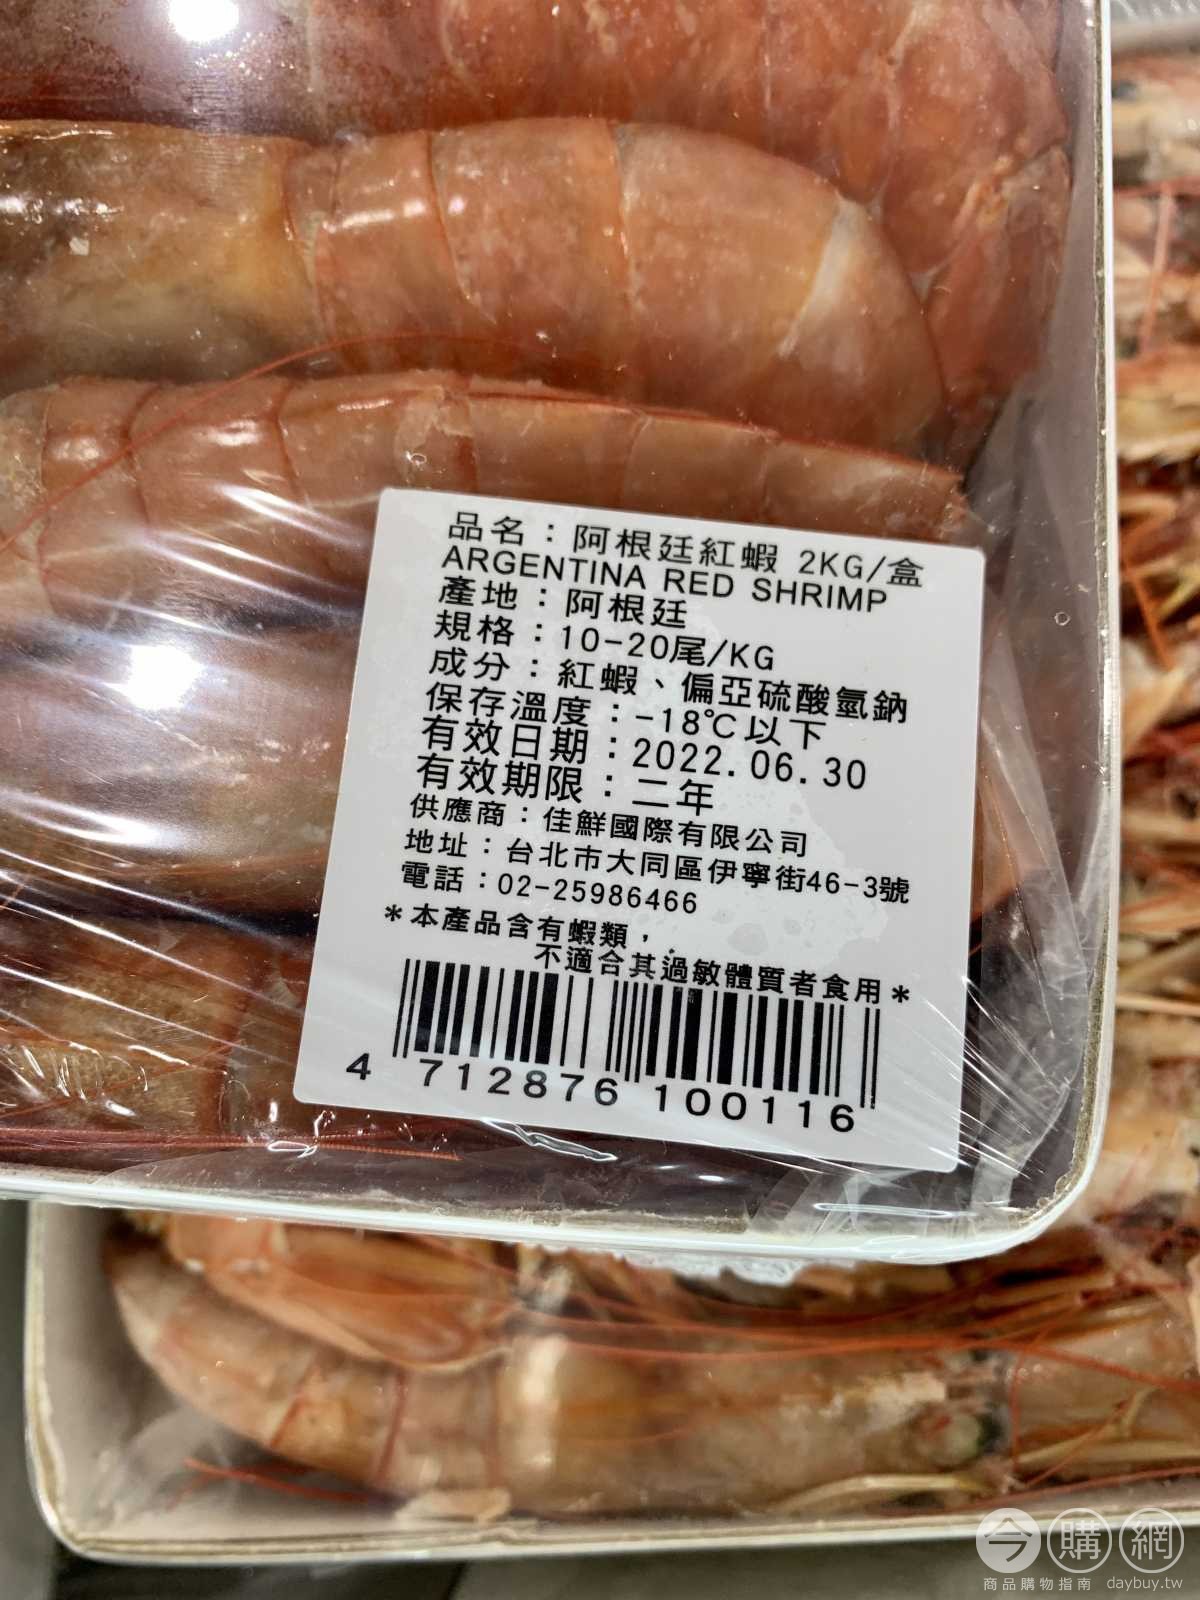 品名：阿根廷紅蝦 2KG/盒
ARGENTINA RED SHRIMP
產地：阿根廷
規格：10-20尾/KG
成分：紅蝦、偏亞硫酸氫鈉
保存溫度：-18℃以下
有效日期：2022.06.30
有效期限：二年
供應商：佳鮮國際有限公司
地址：台北市大同區伊寧街46-3號
電話：02-25986466
*本產品含有蝦類，
不適合其過敏體質者食用*
4 712876 100116
今購網
商品購物指南 daybuy.tw